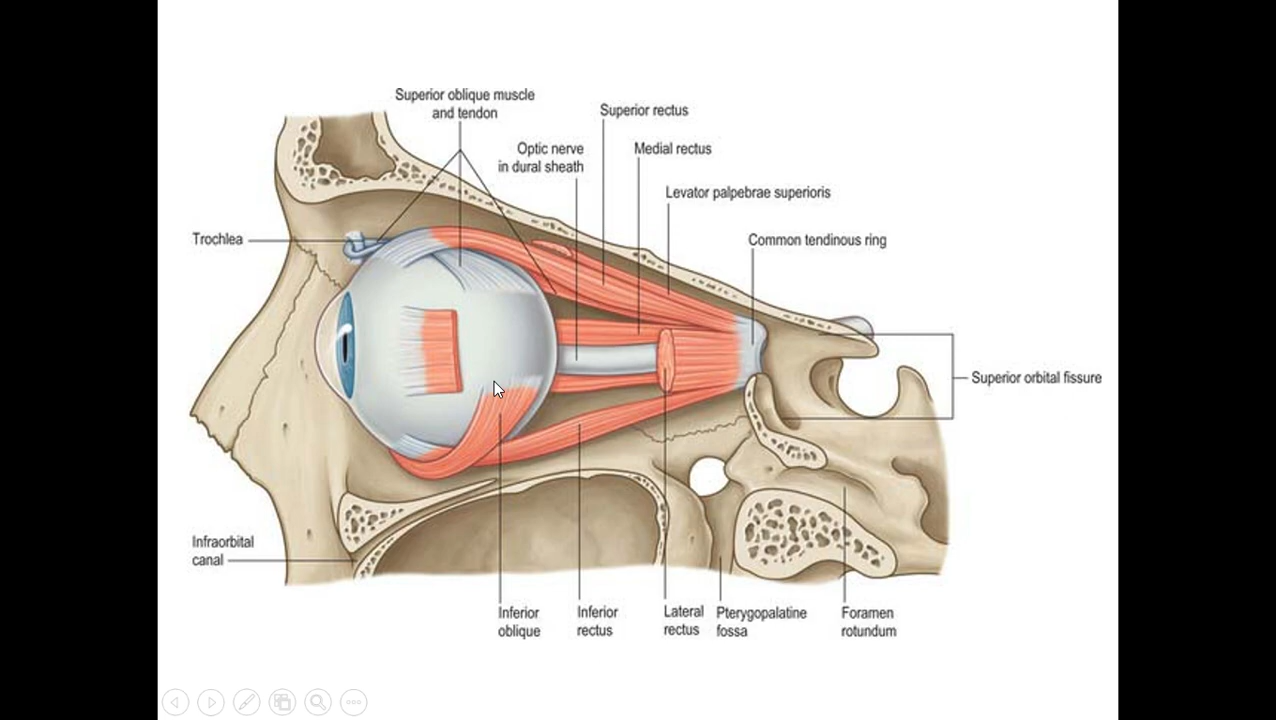 Superior oblique muscle
and tendon
Superior rectus
Optic nerve
in dural sheath
Medial rectus
Levator palpebrae superioris
Trochlea
Common tendinous ring
Superior orbital fissure
Infraorbital
canal
Inferior
oblique
Inferior
rectus
Lateral
rectus
Pterygopalatine
fossa
Foramen
rotundum